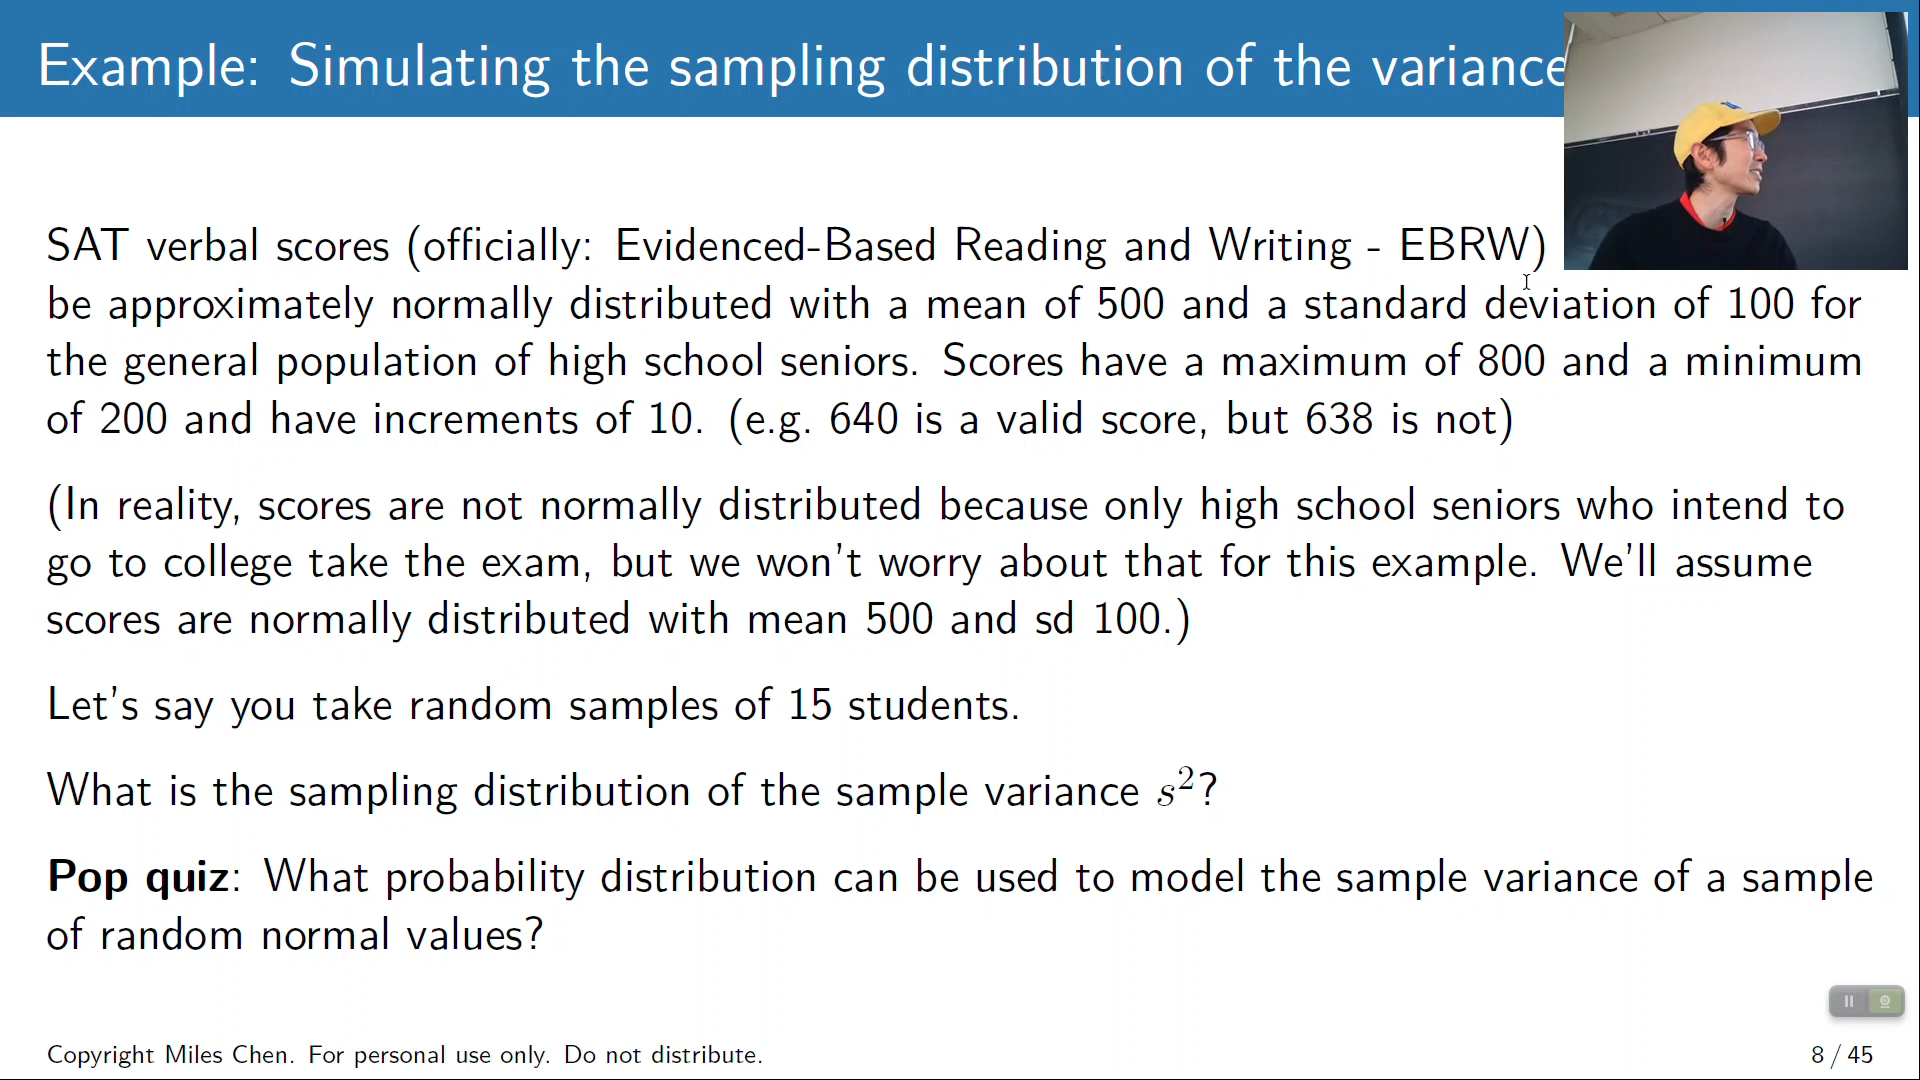 Example: Simulating the sampling distribution of the variance
SAT verbal scores (officially: Evidenced-Based Reading and Writing - EBRW)
be approximately normally distributed with a mean of 500 and a standard deviation of 100 for
the general population of high school seniors. Scores have a maximum of 800 and a minimum
of 200 and have increments of 10. (e.g. 640 is a valid score, but 638 is not)
(In reality, scores are not normally distributed because only high school seniors who intend to
go to college take the exam, but we won't worry about that for this example. We'll assume
scores are normally distributed with mean 500 and sd 100.)
Let's say you take random samples of 15 students.
What is the sampling distribution of the sample variance s²?
Pop quiz: What probability distribution can be used to model the sample variance of a sample
of random normal values?
Copyright Miles Chen. For personal use only. Do not distribute.
8 / 45